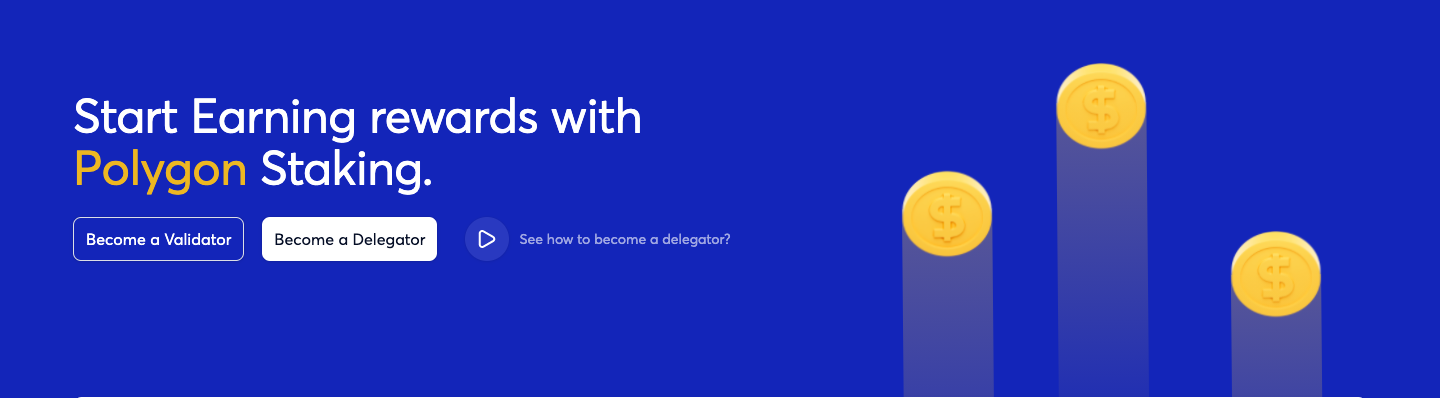 Start Earning rewards with
Polygon Staking.
Become a Validator
Become a Delegator
See how to become a delegator?
$
$
$